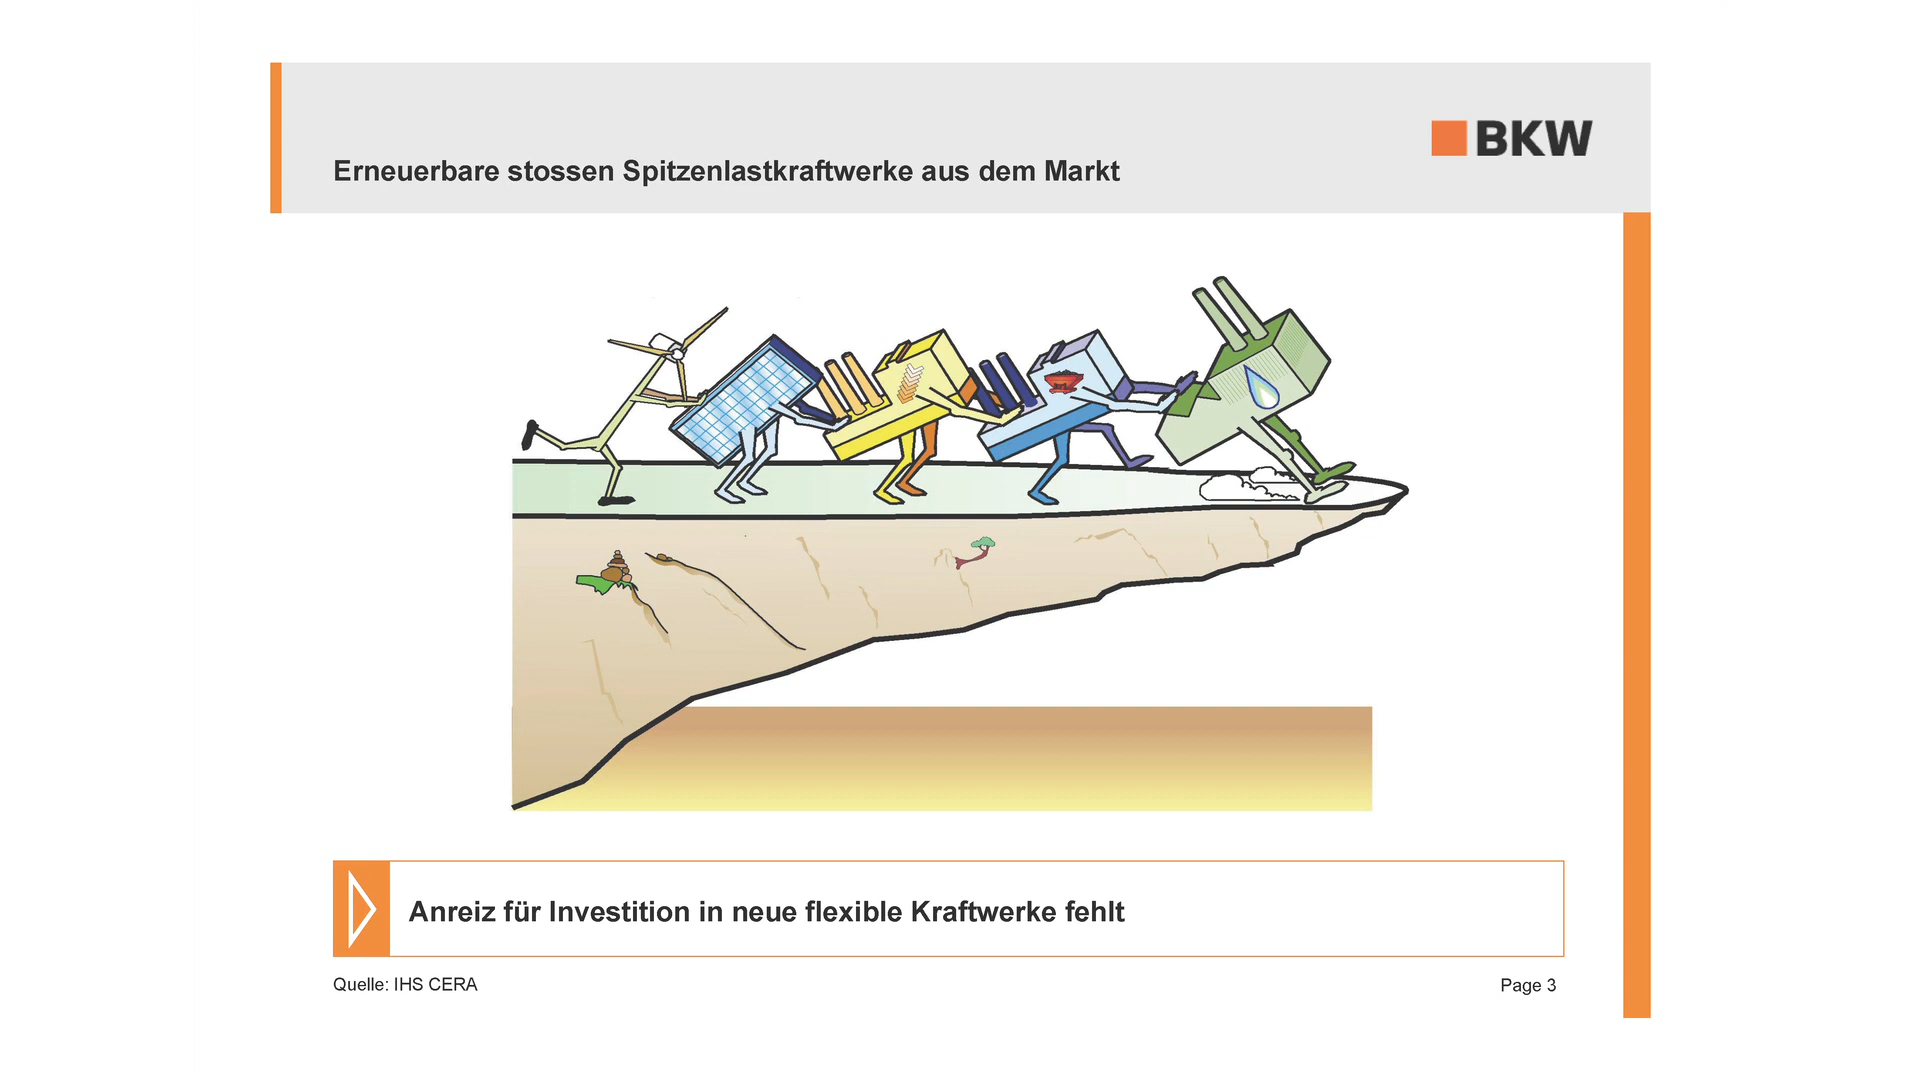 BKW
Erneuerbare stossen Spitzenlastkraftwerke aus dem Markt
Anreiz für Investition in neue flexible Kraftwerke fehlt
Quelle: IHS CERA
Page 3